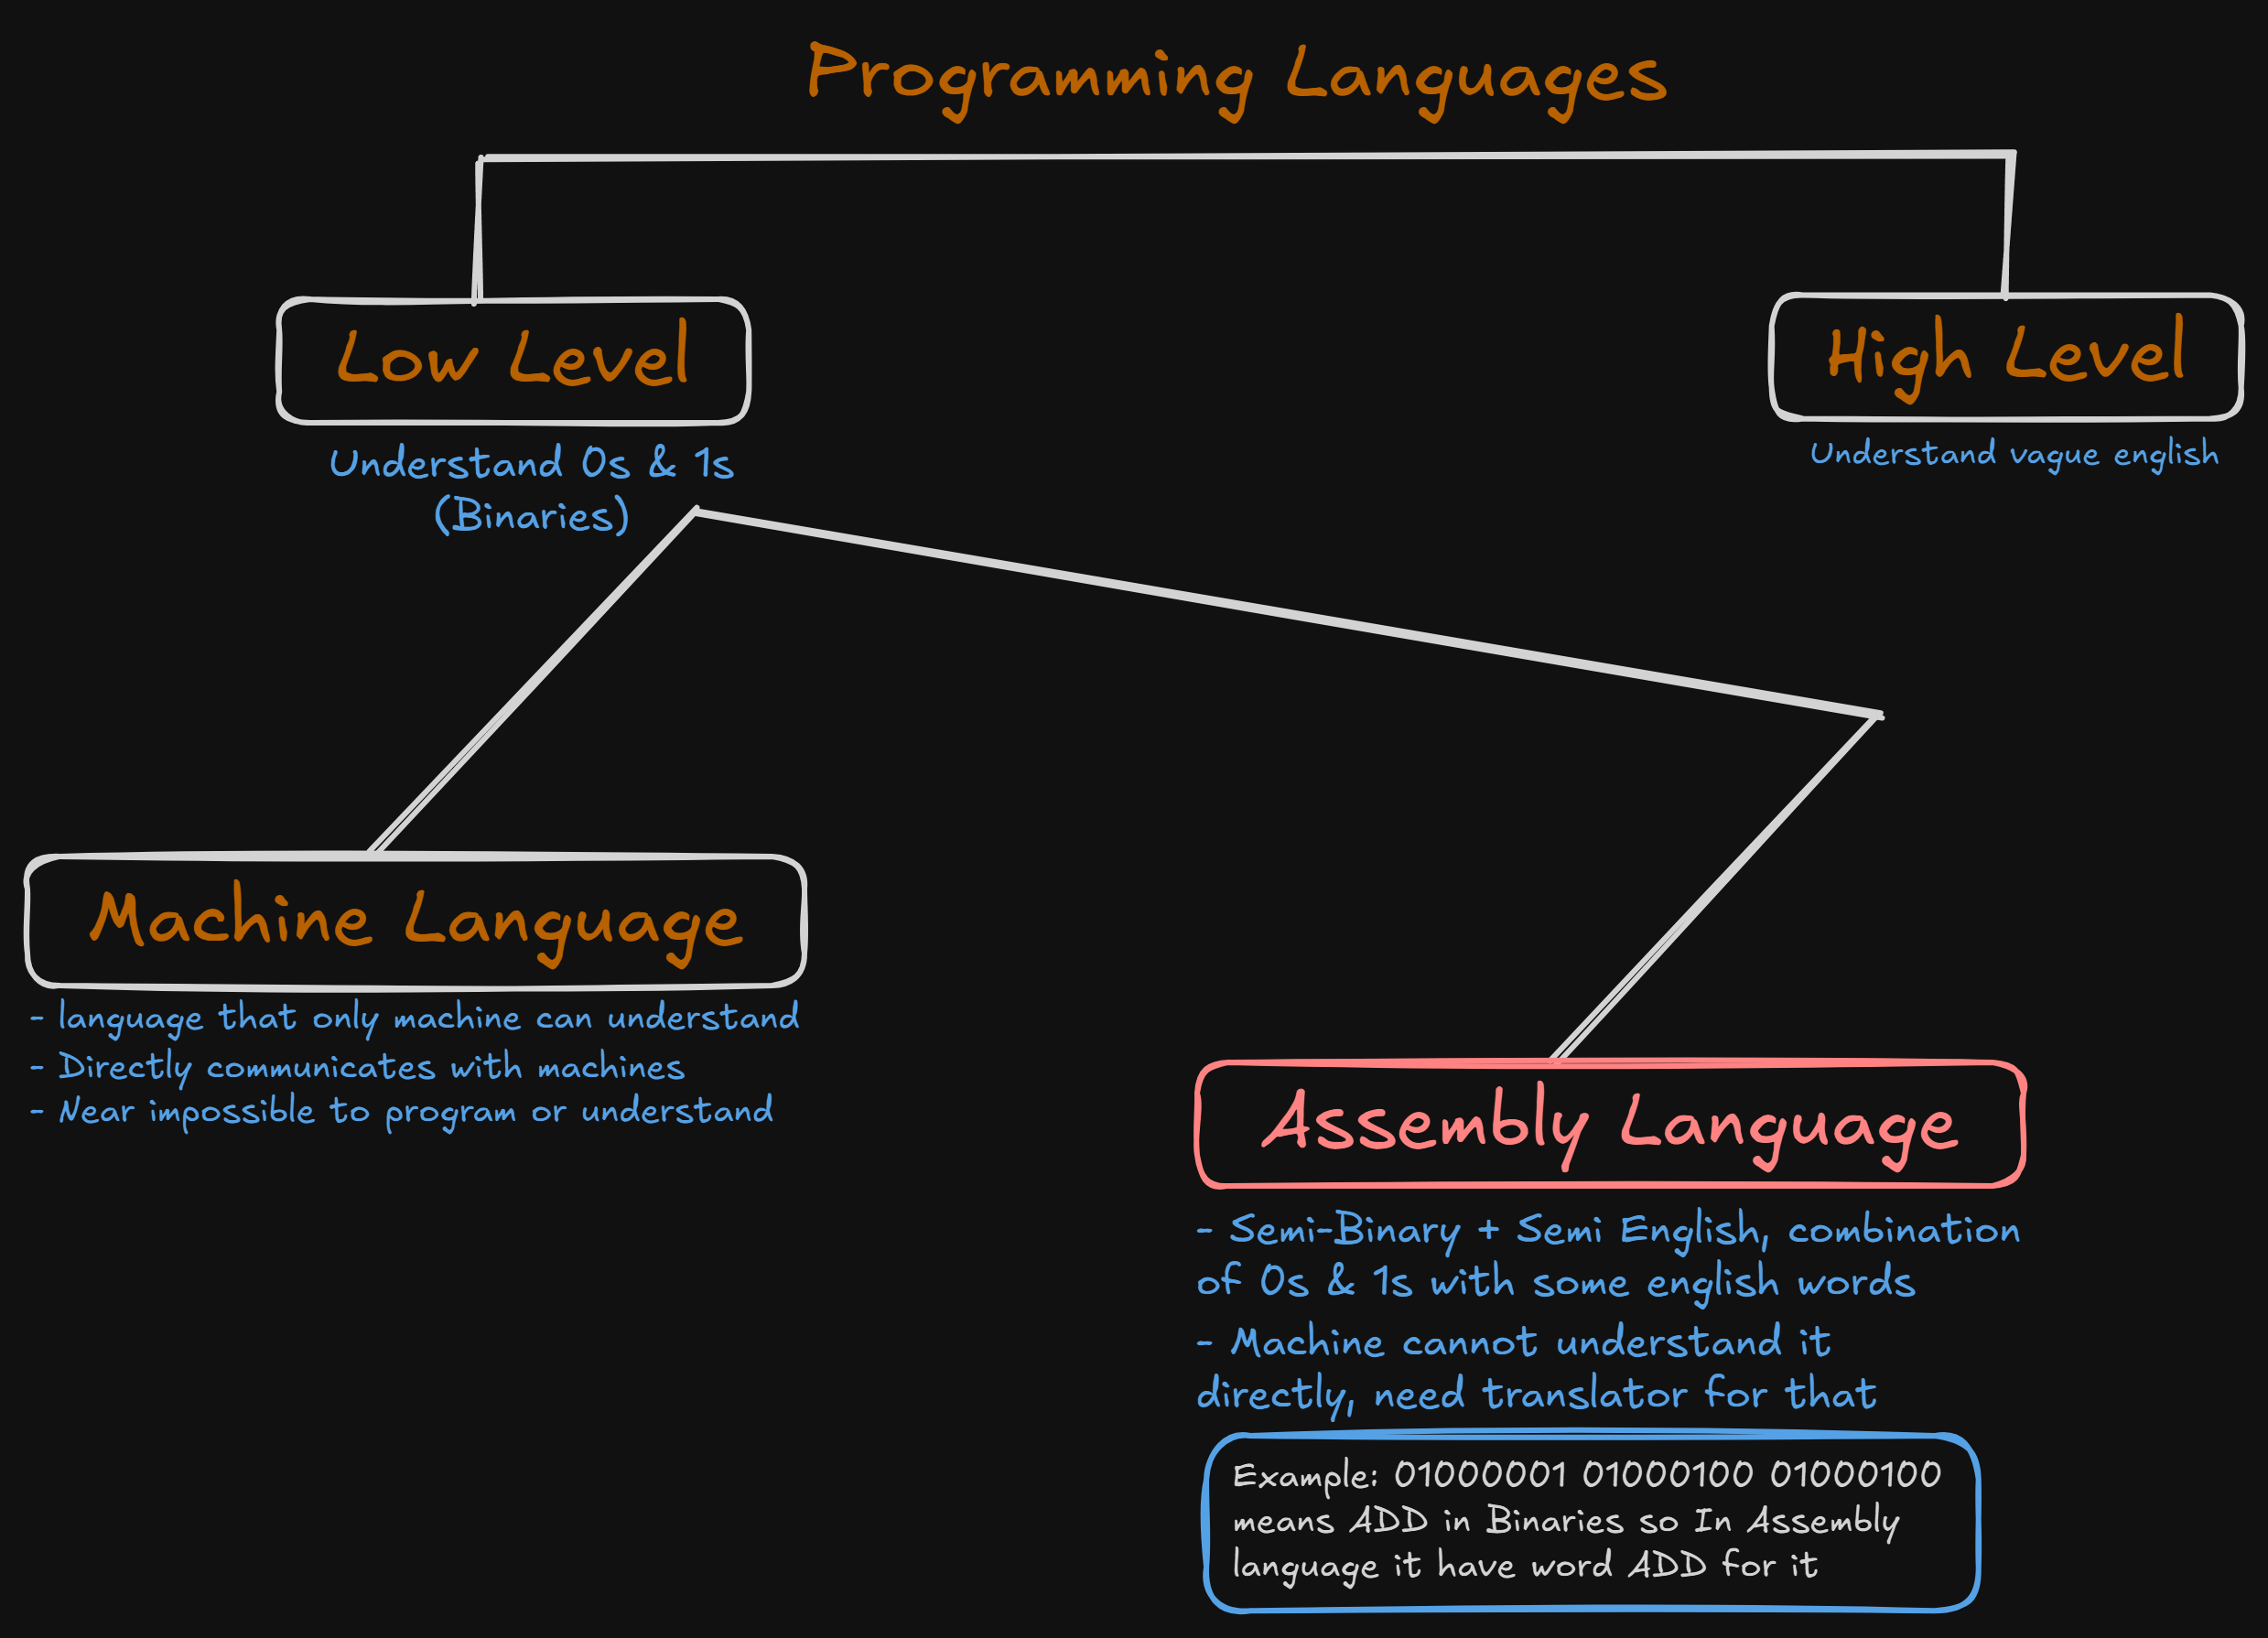 Programming Languages
Low Level
High Level
Understand 0s & 1s
(Binaries)
Understand vague english
Machine Language
- language that only machine can understand
- Directly communicates with machines
- Near impossible to program or understand
Assembly Language
- Semi-Binary + Semi English, combination
of 0s & 1s with some english words
- Machine cannot understand it
directly, need translator for that
Example: 01000001 01000100 01000100
means ADD in Binaries so In Assembly
language it have word ADD for it